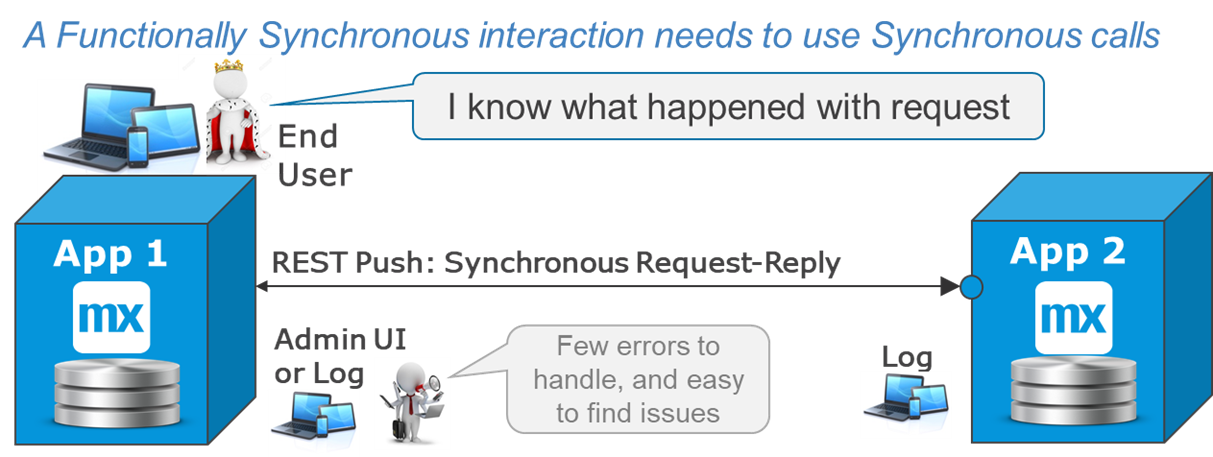 A Functionally Synchronous interaction needs to use Synchronous calls
I know what happened with request
End
User
App 1
mx
REST Push: Synchronous Request-Reply
App 2
mx
Admin UI
or Log
Few errors to
handle, and easy
to find issues
Log